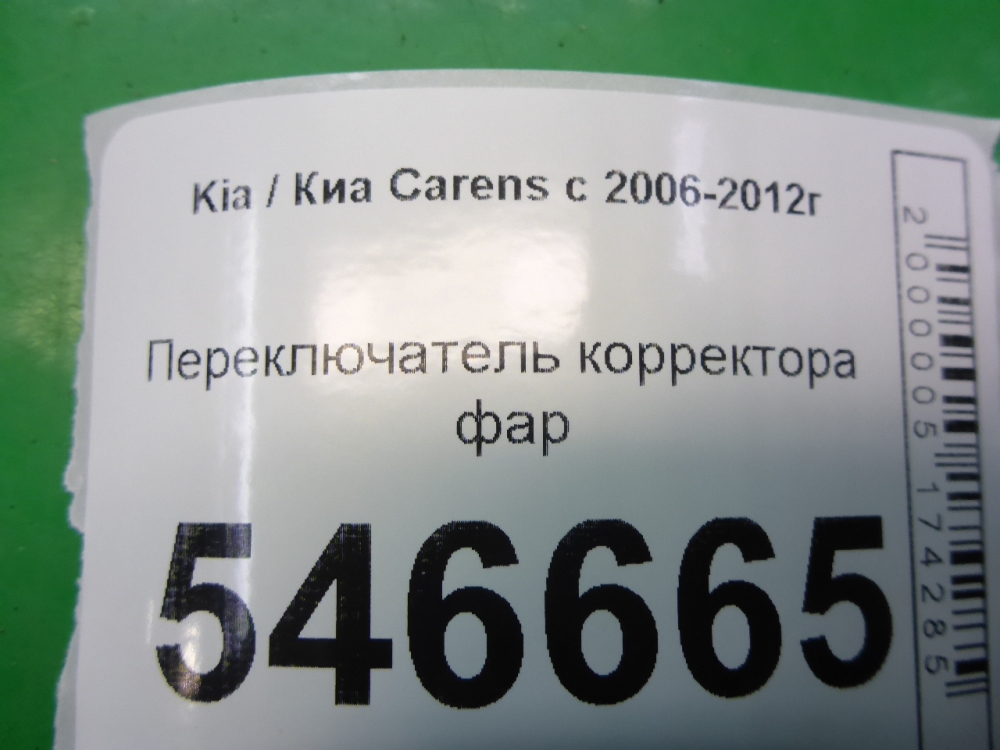 Kia / Киа Carens с 2006-2012г
Переключатель корректора
фар
546665
2000005174285